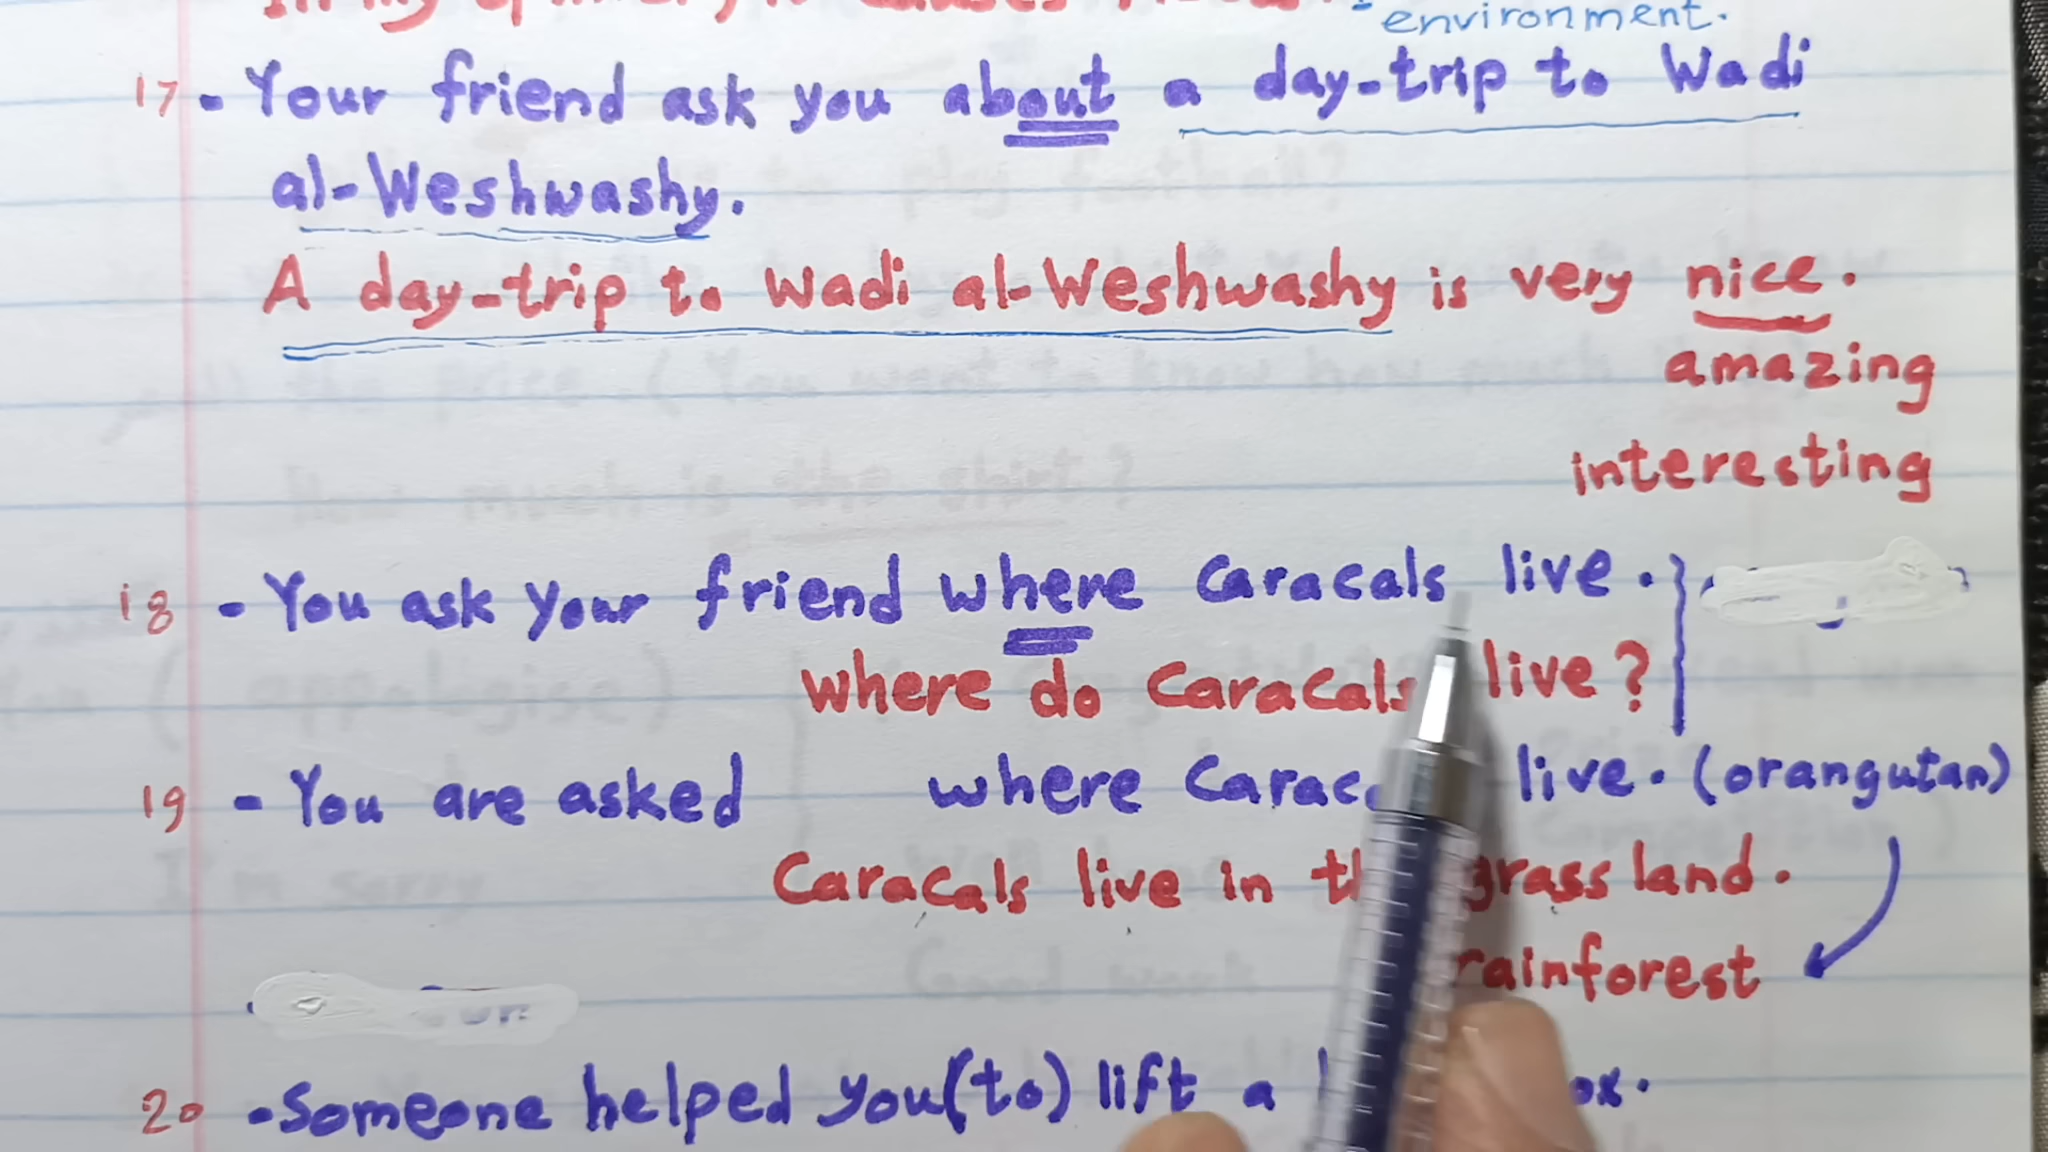 environment.
17 - Your friend ask you about a day-trip to Wadi
al-Weshwashy.
A day-trip to Wadi al-Weshwashy is very nice.
amazing
interesting
18 - You ask your friend where Caracals live.
where do Caracals live?
19 - You are asked where live. (orangutan)
Caracals live in grassland.
rainforest
20 - Someone helped you (to) lift a